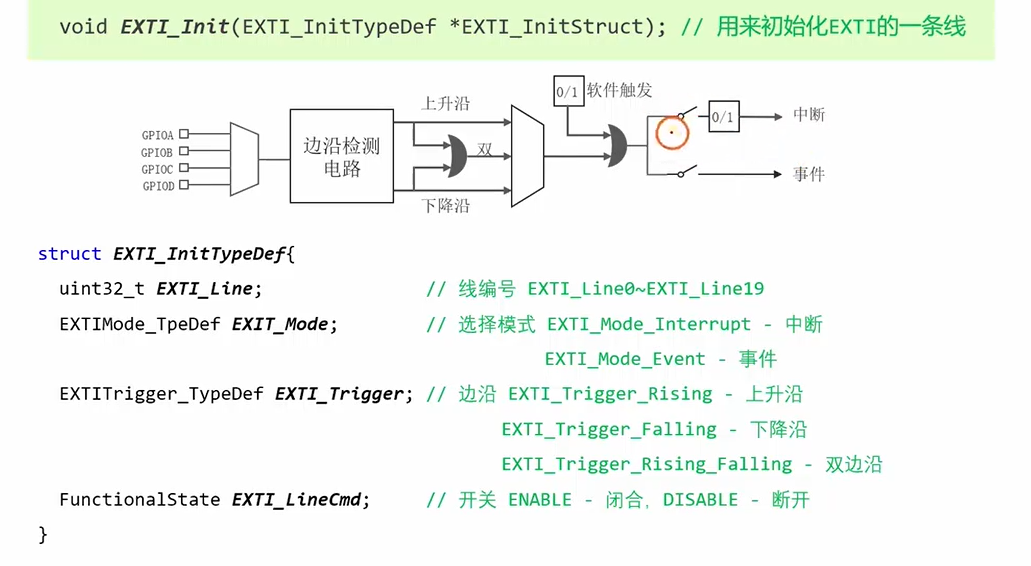 void EXTI_Init(EXTI_InitTypeDef *EXTI_InitStruct); // 用来初始化EXTI的一条线
0/1 软件触发
上升沿
GPIOA
GPIOB
GPIOC
GPIOD
边沿检测
电路
双
下降沿
0/1
中断
事件
struct EXTI_InitTypeDef{
uint32_t EXTI_Line; // 线编号 EXTI_Line0~EXTI_Line19
EXTIMode_TpeDef EXIT_Mode; // 选择模式 EXTI_Mode_Interrupt - 中断
EXTI_Mode_Event - 事件
EXTITrigger_TypeDef EXTI_Trigger; // 边沿 EXTI_Trigger_Rising - 上升沿
EXTI_Trigger_Falling - 下降沿
EXTI_Trigger_Rising_Falling - 双边沿
FunctionalState EXTI_LineCmd; // 开关 ENABLE - 闭合, DISABLE - 断开
}